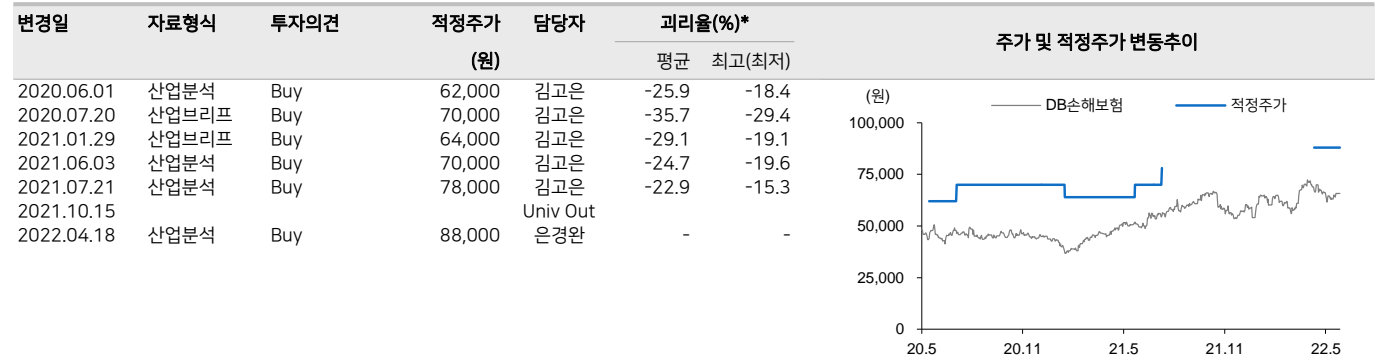 변경일 자료형식 투자의견 적정주가 담당자 괴리율(%)* 주가 및 적정주가 변동추이
(원) 평균 최고(최저)
2020.06.01 산업분석 Buy 62,000 김고은 -25.9 -18.4
2020.07.20 산업브리프 Buy 70,000 김고은 -35.7 -29.4
2021.01.29 산업브리프 Buy 64,000 김고은 -29.1 -19.1
2021.06.03 산업분석 Buy 70,000 김고은 -24.7 -19.6
2021.07.21 산업분석 Buy 78,000 김고은 -22.9 -15.3
2021.10.15 Univ Out
2022.04.18 산업분석 Buy 88,000 은경완 - -
(원) DB손해보험 적정주가
100,000
75,000
50,000
25,000
0
20.5 20.11 21.5 21.11 22.5